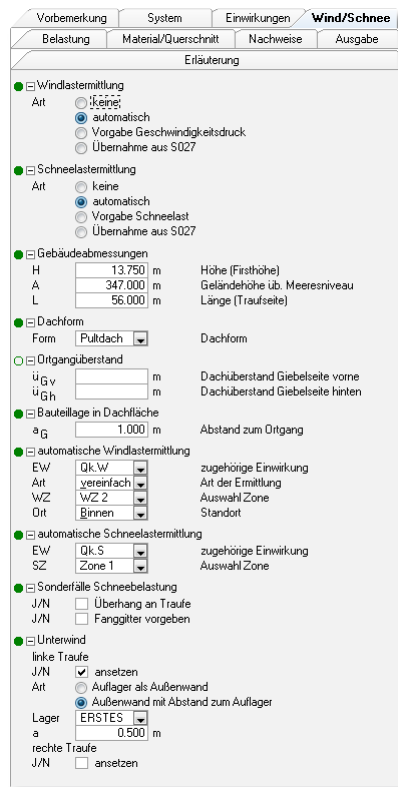 Vorbemerkung System Einwirkungen Wind/Schnee
Belastung Material/Querschnitt Nachweise Ausgabe
Erläuterung
Windlastermittlung
Art keine
automatisch
Vorgabe Geschwindigkeitsdruck
Übernahme aus S027
Schneelastermittlung
Art keine
automatisch
Vorgabe Schneelast
Übernahme aus S027
Gebäudeabmessungen
H 13.750 m Höhe (Firsthöhe)
A 347.000 m Geländehöhe üb. Meeresniveau
L 56.000 m Länge (Traufseite)
Dachform
Form Pultdach Dachform
Ortgangüberstand
üGv m Dachüberstand Giebelseite vorne
üGh m Dachüberstand Giebelseite hinten
Bauteillage in Dachfläche
aG 1.000 m Abstand zum Ortgang
automatische Windlastermittlung
EW Qk.W zugehörige Einwirkung
Art vereinfach Art der Ermittlung
WZ WZ 2 Auswahl Zone
Ort Binnen Standort
automatische Schneelastermittlung
EW Qk.S zugehörige Einwirkung
SZ Zone 1 Auswahl Zone
Sonderfälle Schneebelastung
J/N Überhang an Traufe
J/N Fanggitter vorgeben
Unterwind
linke Traufe
J/N ansetzen
Art Auflager als Außenwand
Außenwand mit Abstand zum Auflager
Lager ERSTES
a 0.500 m
rechte Traufe
J/N ansetzen